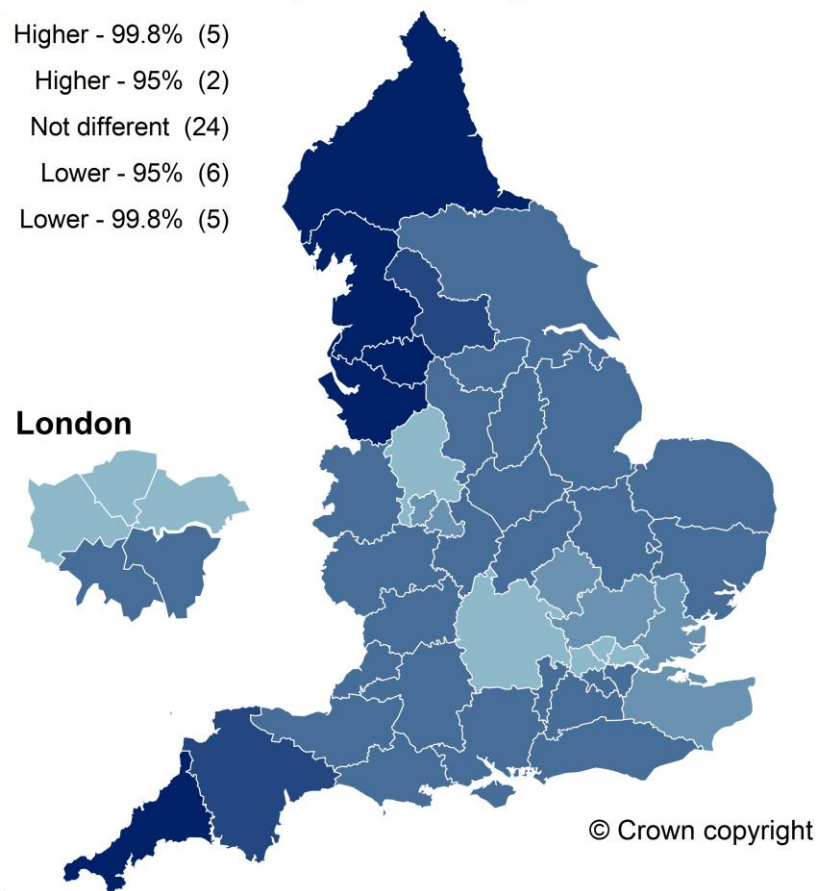 Higher - 99.8% (5)
Higher - 95% (2)
Not different (24)
Lower - 95% (6)
Lower - 99.8% (5)
London
© Crown copyright